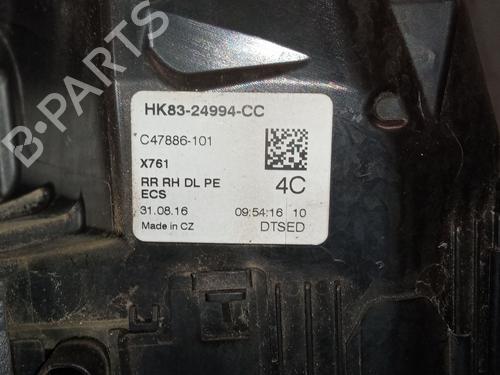 B-PARTS
HK83-24994-CC
C47886-101
X761
RR RH DL PE
ECS
4C
31.08.16 09:54:16 10
Made in CZ DTSED